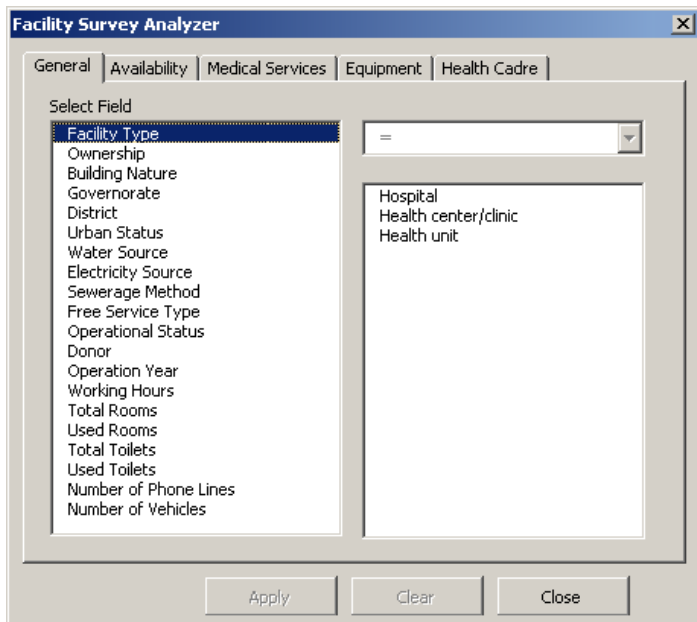 Facility Survey Analyzer
General Availability Medical Services Equipment Health Cadre
Select Field
Facility Type
Ownership
Building Nature
Governorate
District
Urban Status
Water Source
Electricity Source
Sewerage Method
Free Service Type
Operational Status
Donor
Operation Year
Working Hours
Total Rooms
Used Rooms
Total Toilets
Used Toilets
Number of Phone Lines
Number of Vehicles
=
Hospital
Health center/clinic
Health unit
Apply Clear Close